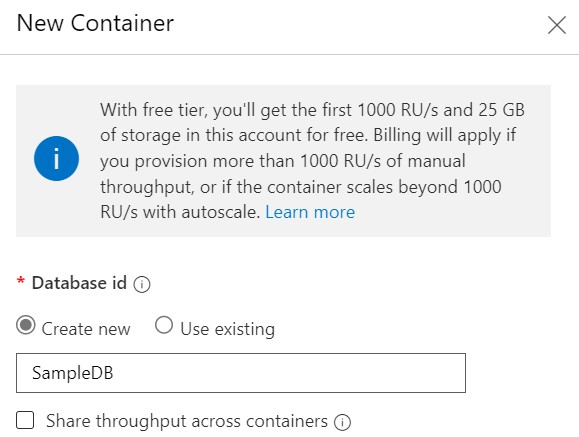 New Container
With free tier, you'll get the first 1000 RU/s and 25 GB
of storage in this account for free. Billing will apply if
you provision more than 1000 RU/s of manual
throughput, or if the container scales beyond 1000
RU/s with autoscale. Learn more
* Database id
Create new Use existing
SampleDB
Share throughput across containers